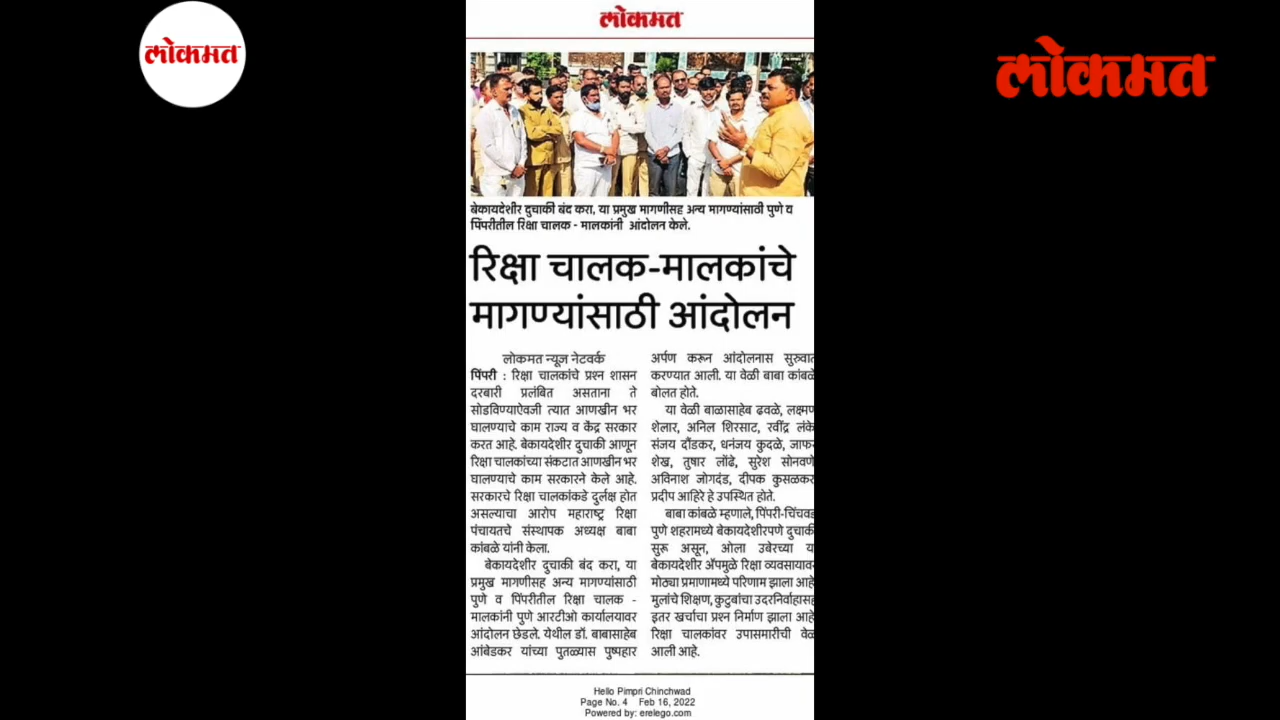 लोकमत
लोकमत
लोकमत
बेकायदेशीर दुचाकी बंद करा, या प्रमुख मागणीसह अन्य मागण्यांसाठी पुणे व
पिंपरीतील रिक्षा चालक - मालकांनी आंदोलन केले.
रिक्षा चालक-मालकांचे
मागण्यांसाठी आंदोलन
लोकमत न्यूज नेटवर्क
पिंपरी : रिक्षा चालकांचे प्रश्न शासन
दरबारी प्रलंबित असताना ते
सोडविण्याऐवजी त्यात आणखीन भर
घालण्याचे काम राज्य व केंद्र सरकार
करत आहे. बेकायदेशीर दुचाकी आणून
रिक्षा चालकांच्या संकटात आणखीन भर
घालण्याचे काम सरकारने केले आहे.
सरकारचे रिक्षा चालकांकडे दुर्लक्ष होत
असल्याचा आरोप महाराष्ट्र रिक्षा
पंचायतचे संस्थापक अध्यक्ष बाबा
कांबळे यांनी केला.
बेकायदेशीर दुचाकी बंद करा, या
प्रमुख मागणीसह अन्य मागण्यांसाठी
पुणे व पिंपरीतील रिक्षा चालक -
मालकांनी पुणे आरटीओ कार्यालयावर
आंदोलन छेडले. येथील डॉ. बाबासाहेब
आंबेडकर यांच्या पुतळ्यास पुष्पहार
अर्पण करून आंदोलनास सुरुवात
करण्यात आली. या वेळी बाबा कांबळे
बोलत होते.
या वेळी बाळासाहेब ढवळे, लक्ष्मण
शेलार, अनिल शिरसाट, रवींद्र लंके
संजय दौंडकर, धनंजय कुदळे, जाफर
शेख, तुषार लोंढे, सुरेश सोनवणे
अविनाश जोगदंड, दीपक कुसळकर
प्रदीप आहिरे हे उपस्थित होते.
बाबा कांबळे म्हणाले, पिंपरी-चिंचवड
पुणे शहरामध्ये बेकायदेशीरपणे दुचाकी
सुरू असून, ओला उबेरच्या य
बेकायदेशीर ॲपमुळे रिक्षा व्यवसायाव
मोठ्या प्रमाणामध्ये परिणाम झाला आहे
मुलांचे शिक्षण, कुटुबांचा उदरनिर्वाहासह
इतर खर्चाचा प्रश्न निर्माण झाला आहे
रिक्षा चालकांवर उपासमारीची वेळ
आली आहे.
Hello Pimpri Chinchwad
Page No. 4 Feb 16, 2022
Powered by: erelego.com